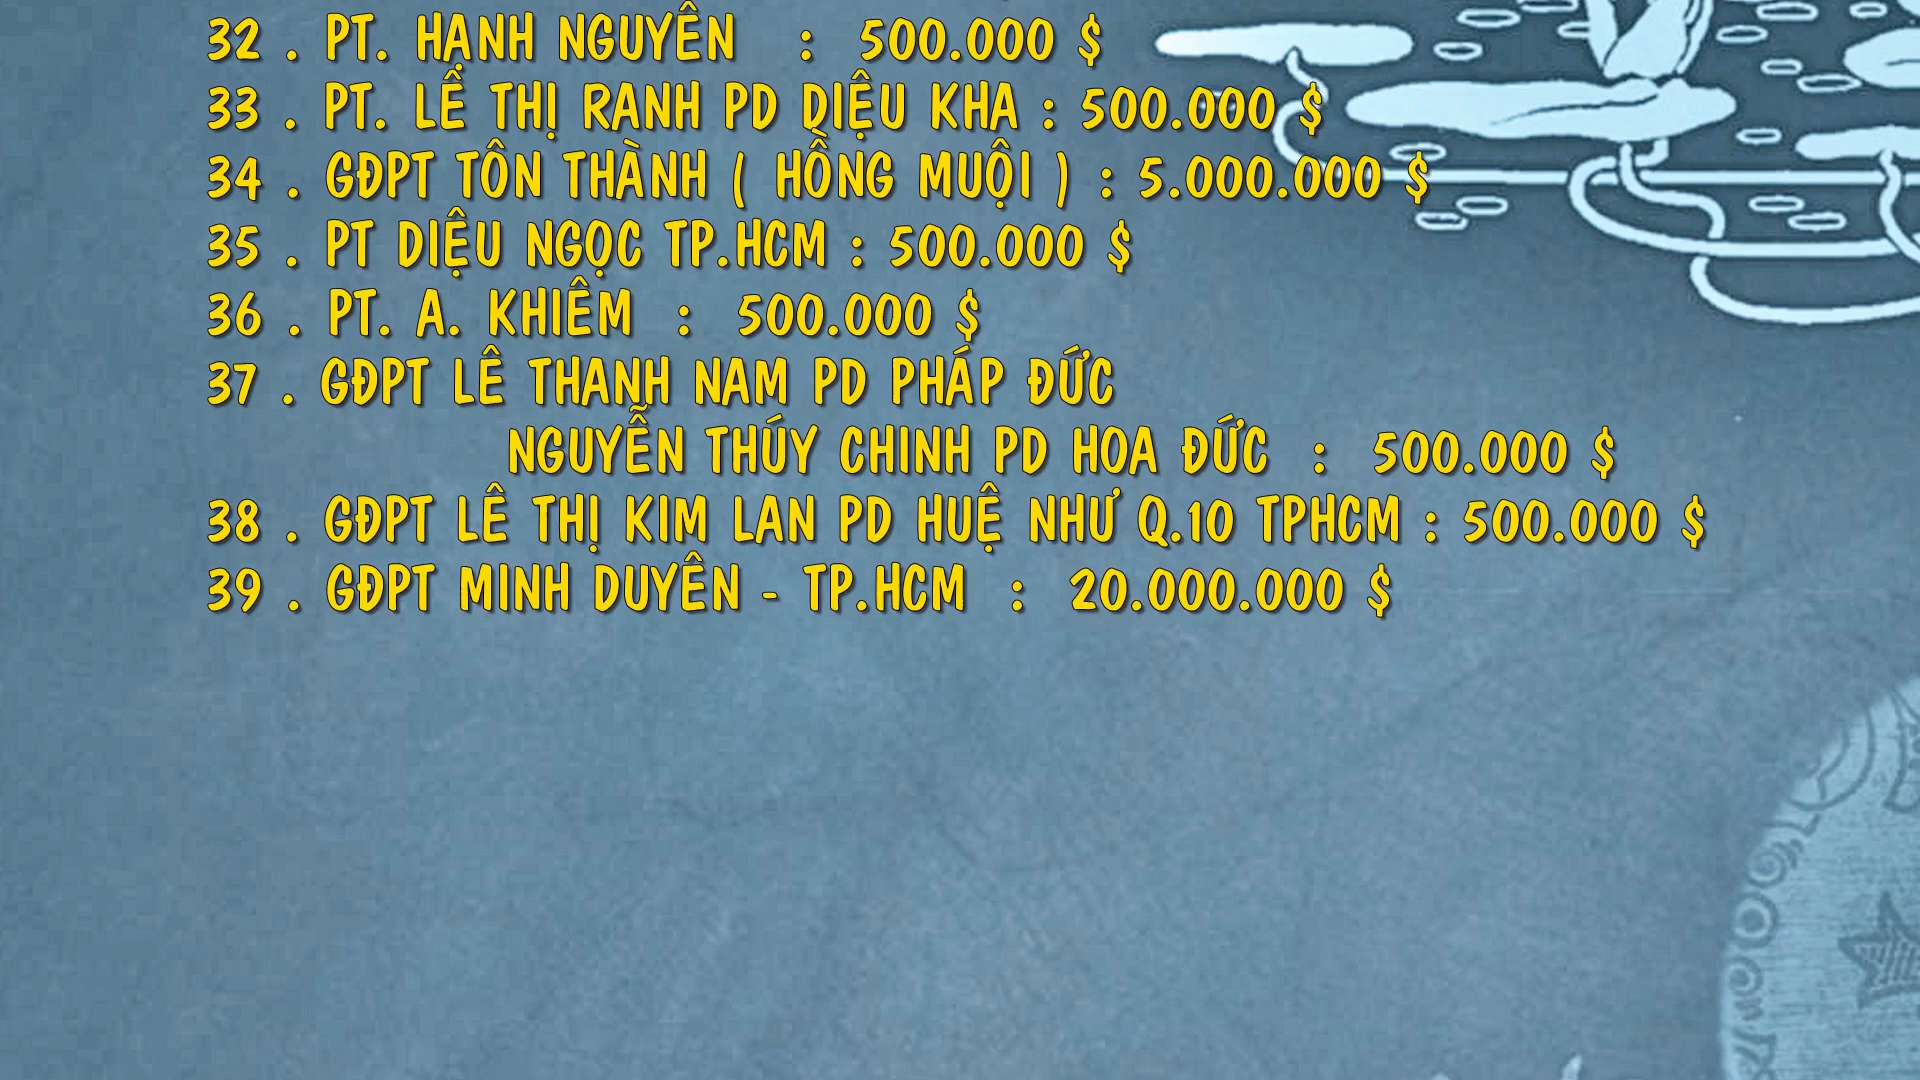 32 . PT. HẠNH NGUYÊN : 500.000 $
33 . PT. LÊ THỊ RANH PD DIỆU KHA : 500.000 $
34 . GĐPT TÔN THÀNH ( HỒNG MUỘI ) : 5.000.000 $
35 . PT DIỆU NGỌC TP.HCM : 500.000 $
36 . PT. A. KHIÊM : 500.000 $
37 . GĐPT LÊ THANH NAM PD PHÁP ĐỨC
NGUYỄN THÚY CHINH PD HOA ĐỨC : 500.000 $
38 . GĐPT LÊ THỊ KIM LAN PD HUỆ NHƯ Q.10 TPHCM : 500.000 $
39 . GĐPT MINH DUYÊN - TP.HCM : 20.000.000 $